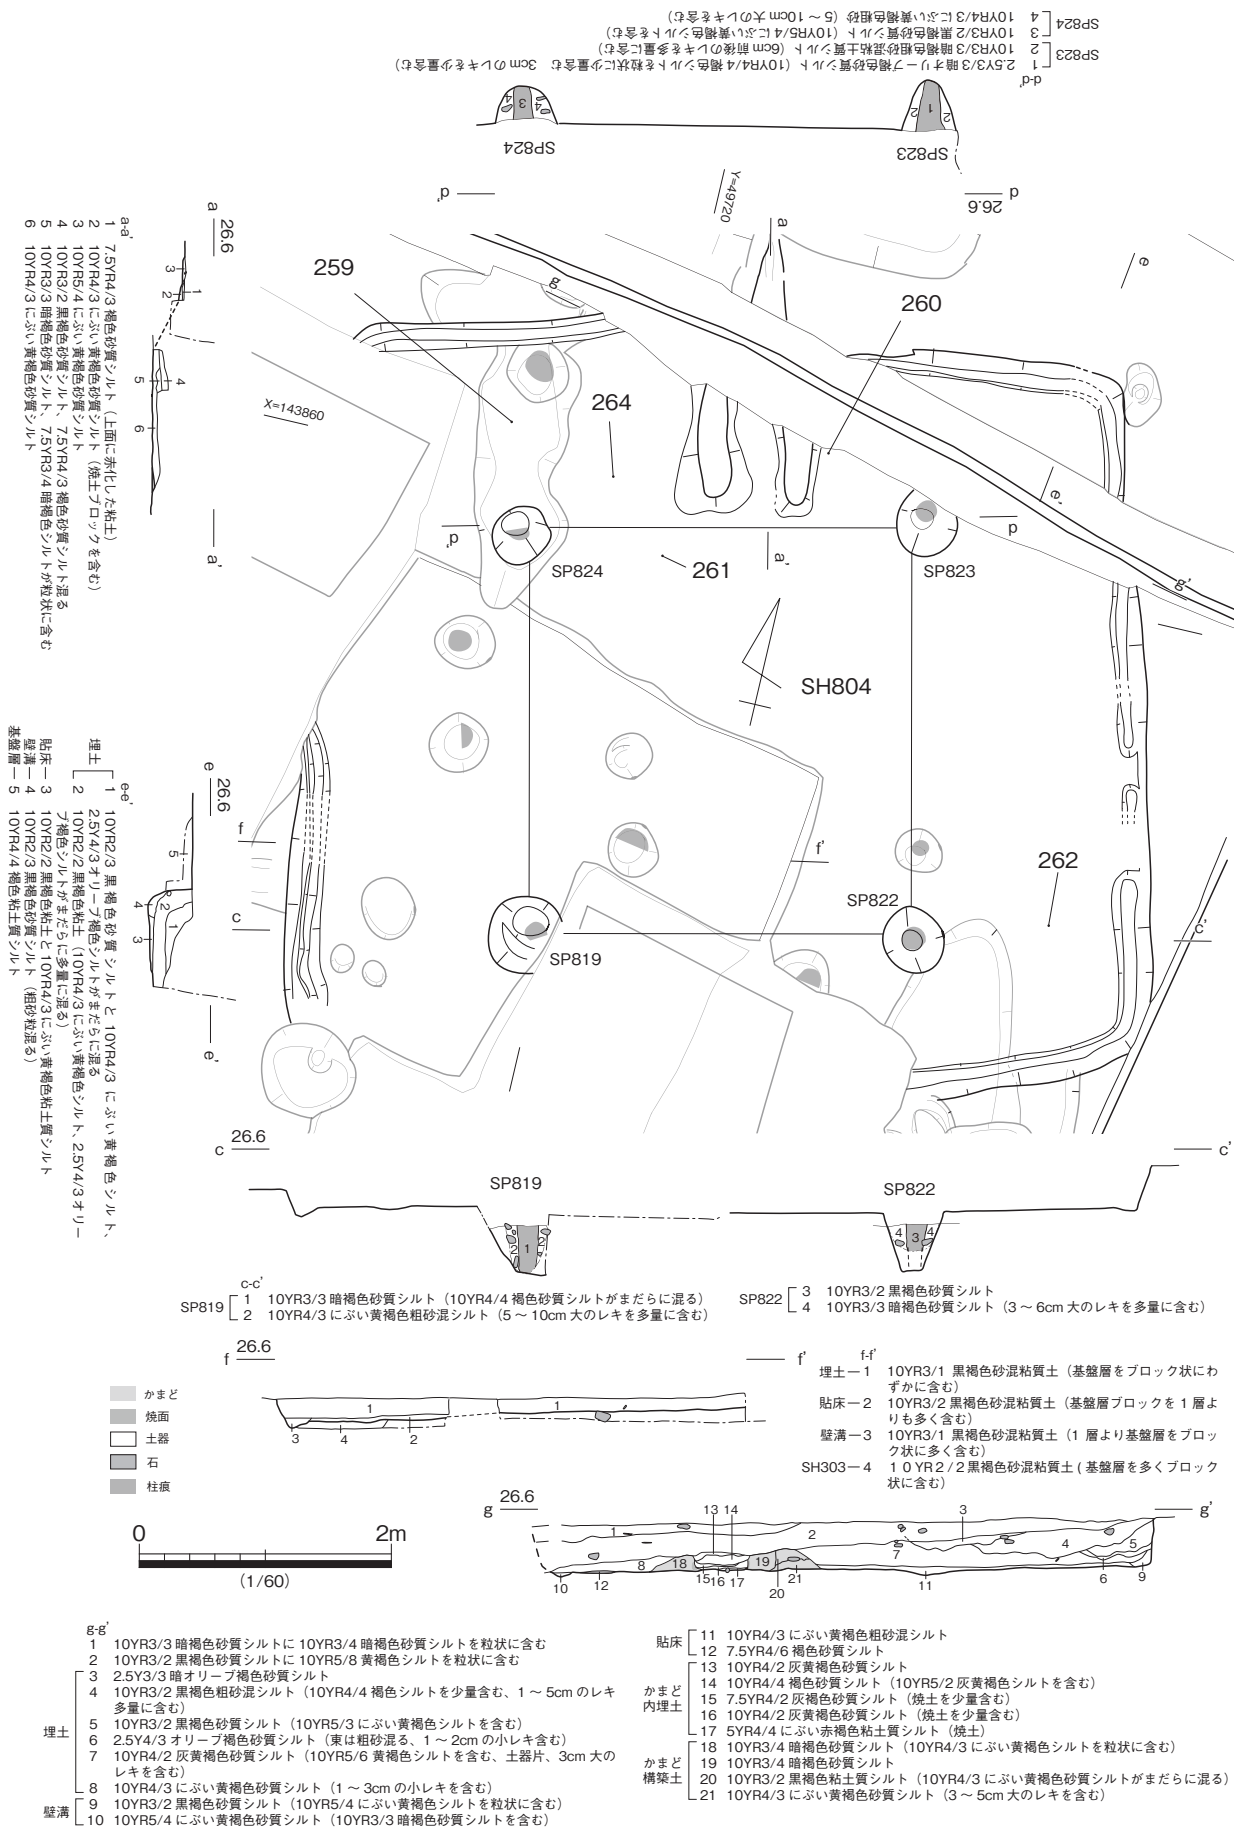 SP824
4 10YR4/3 にぶい黄褐色粗砂（5 ～ 10cm 大のレキを含む）
3 10YR3/2 黒褐色砂質シルト（10YR5/4 にぶい黄褐色シルトを含む）
SP823
2 10YR3/3 暗褐色粗砂混粘土質シルト（6cm 前後のレキを多量に含む）
1 2.5Y3/3 暗オリーブ褐色砂質シルト（10YR4/4 褐色シルトを粒状に少量含む 3cm のレキを少量含む）
d-d'
4 3 4
2 1 2
SP824
SP823
d'
d
26.6
Y=49720
a
26.6
a
a-a'
1 7.5YR4/3 褐色砂質シルト（上面に赤化した粘土）
2 10YR4/3 にぶい黄褐色砂質シルト（焼土ブロックを含む）
3 10YR5/4 にぶい黄褐色砂質シルト
4 10YR3/2 黒褐色砂質シルト、7.5YR4/3 褐色砂質シルト混る
5 10YR3/3 暗褐色砂質シルト、7.5YR3/4 暗褐色シルトが粒状に含む
6 10YR4/3 にぶい黄褐色砂質シルト
3
2 1
5 4
6
a'
259
g
e
260
264
X=143860
e'
d'
d
SP824
261
a'
SP823
g'
SH804
e-e'
埋土
1 10YR2/3 黒褐色砂質シルトと 10YR4/3 にぶい黄褐色シルト、
2.5Y4/3 オリーブ褐色シルトがまだらに混る
2 10YR2/2 黒褐色粘土（10YR4/3 にぶい黄褐色シルト、2.5Y4/3 オリー
ブ褐色シルトがまだらに多量に混る）
貼床－3 10YR2/2 黒褐色粘土と 10YR4/3 にぶい黄褐色粘土質シルト
壁溝－4 10YR2/3 黒褐色砂質シルト（粗砂粒混る）
基盤層－5 10YR4/4 褐色粘土質シルト
e
26.6
5
4 2
3 1
e'
f
f'
262
c
SP822
c'
SP819
c 26.6
c'
SP819
SP822
2 1 2
4 3 4
c-c'
SP819
1 10YR3/3 暗褐色砂質シルト（10YR4/4 褐色砂質シルトがまだらに混る）
2 10YR4/3 にぶい黄褐色粗砂混シルト（5 ～ 10cm 大のレキを多量に含む）
SP822
3 10YR3/2 黒褐色砂質シルト
4 10YR3/3 暗褐色砂質シルト（3 ～ 6cm 大のレキを多量に含む）
f 26.6
f'
1 1
3 4 2
f-f'
埋土－1 10YR3/1 黒褐色砂混粘質土（基盤層をブロック状にわ
ずかに含む）
貼床－2 10YR3/2 黒褐色砂混粘質土（基盤層ブロックを 1 層よ
りも多く含む）
壁溝－3 10YR3/1 黒褐色砂混粘質土（1 層より基盤層をブロッ
ク状に多く含む）
SH303－4 10YR2/2 黒褐色砂混粘質土(基盤層を多くブロック
状に含む）
かまど
焼面
土器
石
柱痕
0 2m
(1/60)
g 26.6
g'
13 14 3
1 2 7 4 5
8 18 19
10 12 15 16 17 20 21 11 6 9
g-g'
1 10YR3/3 暗褐色砂質シルトに 10YR3/4 暗褐色砂質シルトを粒状に含む
2 10YR3/2 黒褐色砂質シルトに 10YR5/8 黄褐色シルトを粒状に含む
埋土
3 2.5Y3/3 暗オリーブ褐色砂質シルト
4 10YR3/2 黒褐色粗砂混シルト（10YR4/4 褐色シルトを少量含む、1 ～ 5cm のレキ
多量に含む）
5 10YR3/2 黒褐色砂質シルト（10YR5/3 にぶい黄褐色シルトを含む）
6 2.5Y4/3 オリーブ褐色砂質シルト（東は粗砂混る、1 ～ 2cm の小レキ含む）
7 10YR4/2 灰黄褐色砂質シルト（10YR5/6 黄褐色シルトを含む、土器片、3cm 大の
レキを含む）
8 10YR4/3 にぶい黄褐色砂質シルト（1 ～ 3cm の小レキを含む）
壁溝
9 10YR3/2 黒褐色砂質シルト（10YR5/4 にぶい黄褐色シルトを粒状に含む）
10 10YR5/4 にぶい黄褐色砂質シルト（10YR3/3 暗褐色シルトを含む）
貼床
11 10YR4/3 にぶい黄褐色粗砂混シルト
12 7.5YR4/6 褐色砂質シルト
かまど内埋土
13 10YR4/2 灰黄褐色砂質シルト
14 10YR4/4 褐色砂質シルト（10YR5/2 灰黄褐色シルトを含む）
15 7.5YR4/2 灰褐色砂質シルト（焼土を少量含む）
16 10YR4/2 灰黄褐色砂質シルト（焼土を少量含む）
17 5YR4/4 にぶい赤褐色粘土質シルト（焼土）
かまど構築土
18 10YR3/4 暗褐色砂質シルト（10YR4/3 にぶい黄褐色シルトを粒状に含む）
19 10YR3/4 暗褐色砂質シルト
20 10YR3/2 黒褐色粘土質シルト（10YR4/3 にぶい黄褐色砂質シルトがまだらに混る）
21 10YR4/3 にぶい黄褐色砂質シルト（3 ～ 5cm 大のレキを含む）